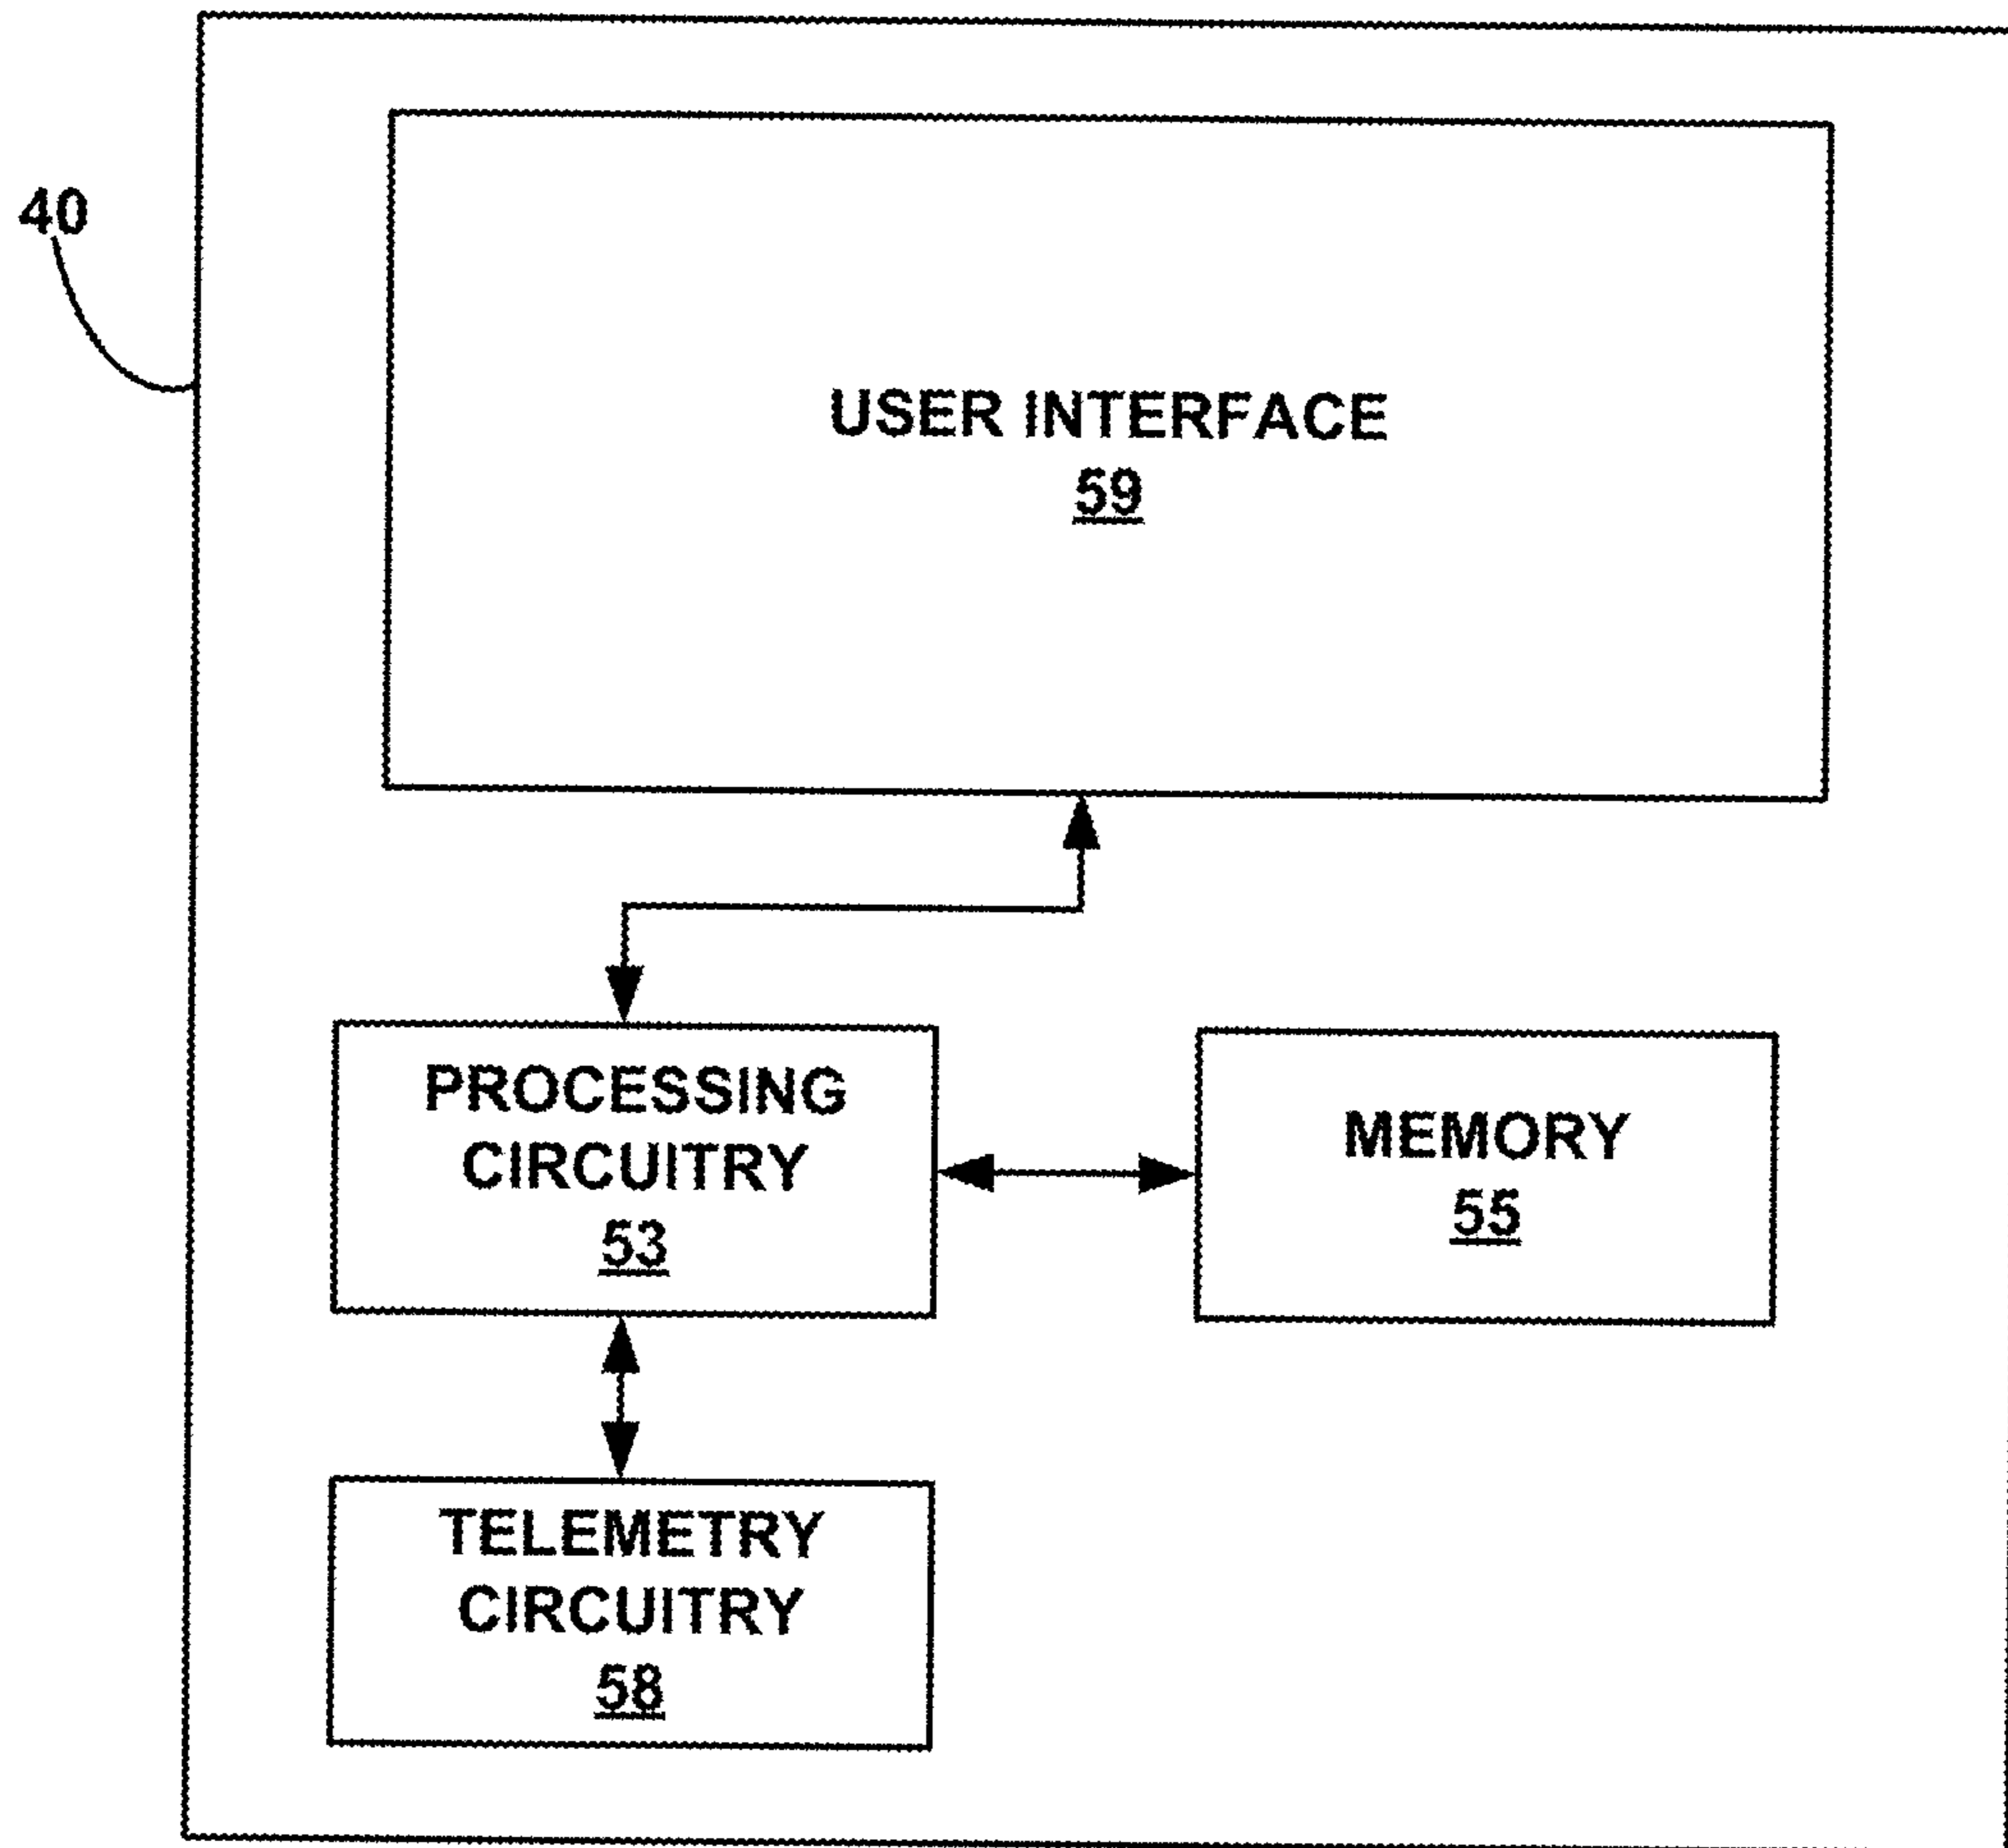 40
USER INTERFACE
59
PROCESSING
CIRCUITRY
53
MEMORY
55
TELEMETRY
CIRCUITRY
58